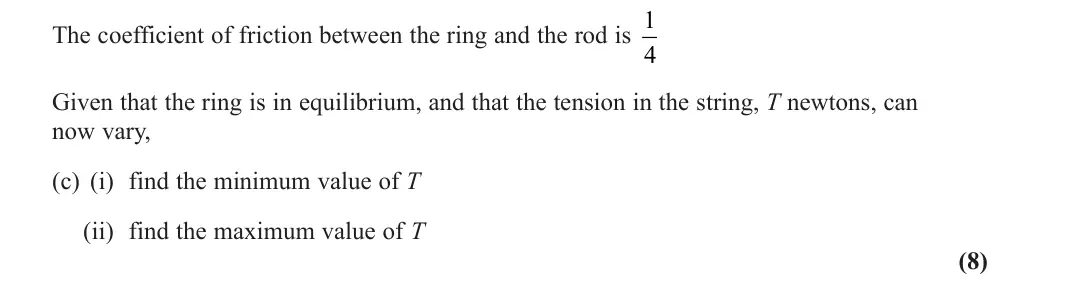 The coefficient of friction between the ring and the rod is 1/4
Given that the ring is in equilibrium, and that the tension in the string, T newtons, can
now vary,
(c) (i) find the minimum value of T
(ii) find the maximum value of T
(8)